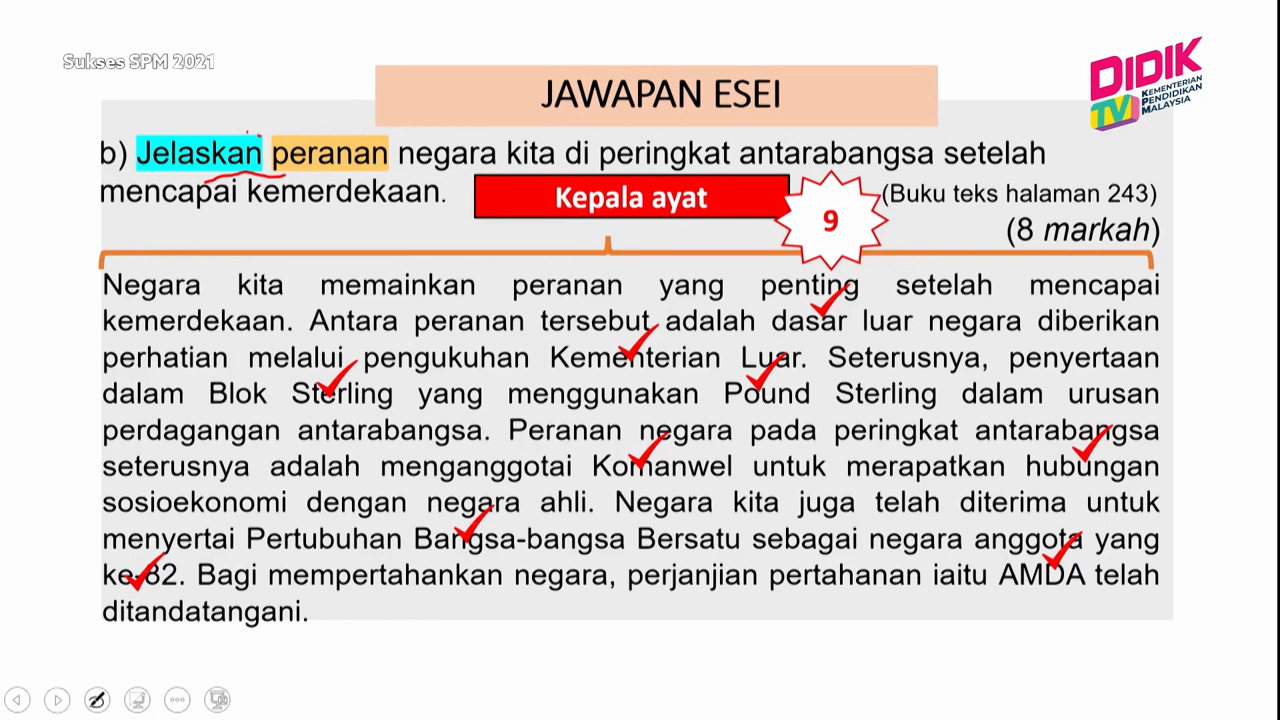 Sukses SPM 2021
DIDIK
TV
KEMENTERIAN
PENDIDIKAN
MALAYSIA
JAWAPAN ESEI
b) Jelaskan peranan negara kita di peringkat antarabangsa setelah
mencapai kemerdekaan.
Kepala ayat
9
(Buku teks halaman 243)
(8 markah)
Negara kita memainkan peranan yang penting setelah mencapai
kemerdekaan. Antara peranan tersebut adalah dasar luar negara diberikan
perhatian melalui pengukuhan Kementerian Luar. Seterusnya, penyertaan
dalam Blok Sterling yang menggunakan Pound Sterling dalam urusan
perdagangan antarabangsa. Peranan negara pada peringkat antarabangsa
seterusnya adalah menganggotai Komanwel untuk merapatkan hubungan
sosioekonomi dengan negara ahli. Negara kita juga telah diterima untuk
menyertai Pertubuhan Bangsa-bangsa Bersatu sebagai negara anggota yang
ke-82. Bagi mempertahankan negara, perjanjian pertahanan iaitu AMDA telah
ditandatangani.